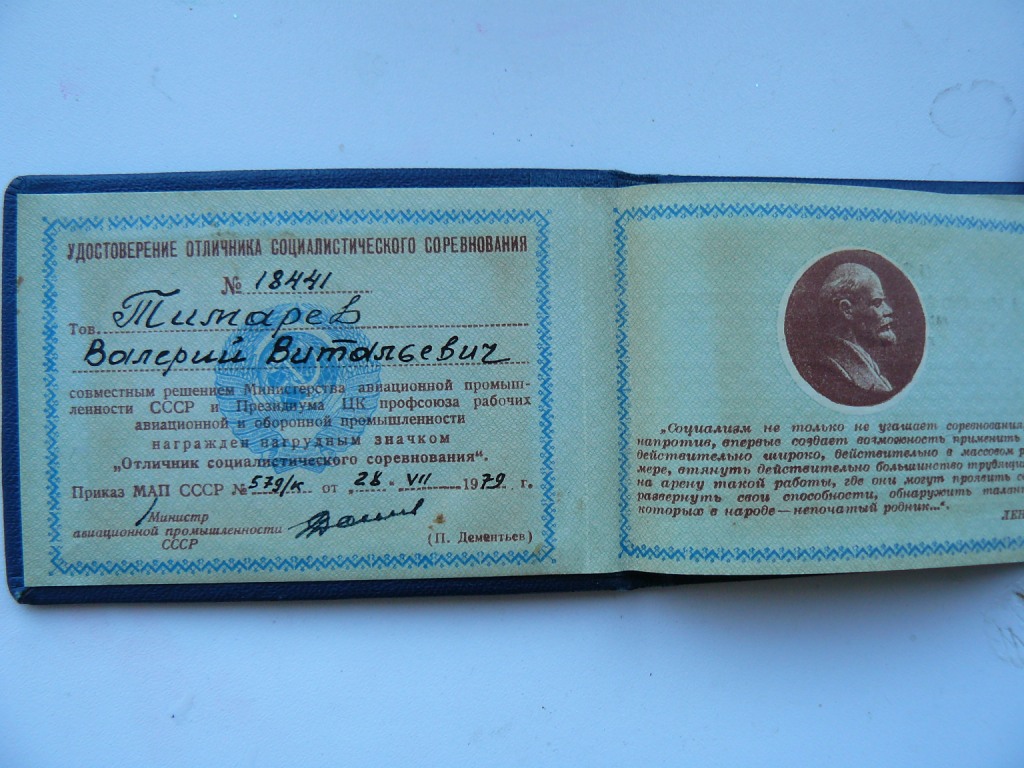 УДОСТОВЕРЕНИЕ ОТЛИЧНИКА СОЦИАЛИСТИЧЕСКОГО СОРЕВНОВАНИЯ
№ 18441
Тов. Тимарев
Валерий Витальевич
совместным решением Министерства авиационной промыш-
ленности СССР и Президиума ЦК профсоюза рабочих
авиационной и оборонной промышленности
награжден нагрудным значком
„Отличник социалистического соревнования".
Приказ МАП СССР № 579/к от „28" VII 1979 г.
Министр
авиационной промышленности
СССР
(П. Дементьев)
„Социализм не только не угашает соревнования,
напротив, впервые создает возможность применить
действительно широко, действительно в массовом р
мере, втянуть действительно большинство трудящих
на арену такой работы, где они могут проявить се
развернуть свои способности, обнаружить талан
которых в народе — непочатый родник...".
ЛЕН